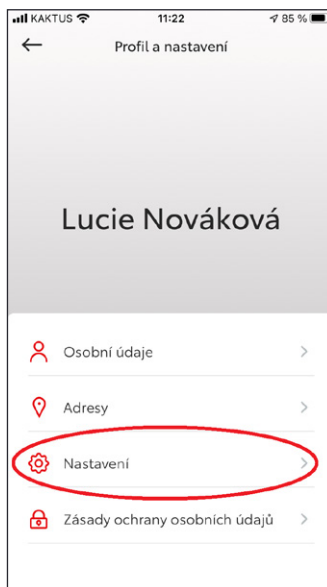 KAKTUS 11:22 85 %
Profil a nastavení
Lucie Nováková
Osobní údaje
Adresy
Nastavení
Zásady ochrany osobních údajů